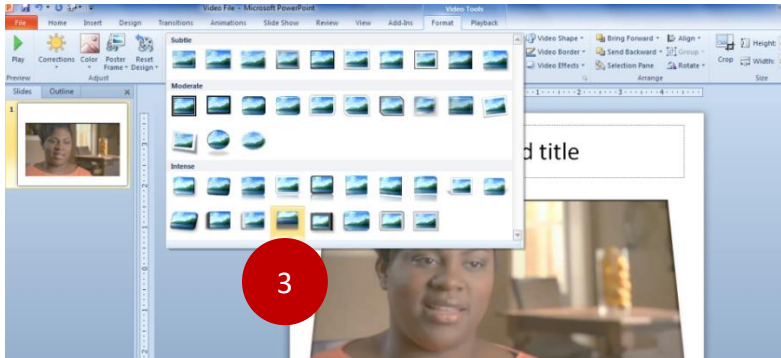 Video File - Microsoft PowerPoint
Video Tools
File Home Insert Design Transitions Animations Slide Show Review View Add-Ins Format Playback
Play
Corrections
Color
Poster Frame
Reset Design
Preview
Adjust
Subtle
Moderate
Intense
Video Shape
Video Border
Video Effects
Bring Forward
Send Backward
Selection Pane
Align
Group
Rotate
Arrange
Crop
Height:
Width:
Size
Slides Outline
1
d title
3